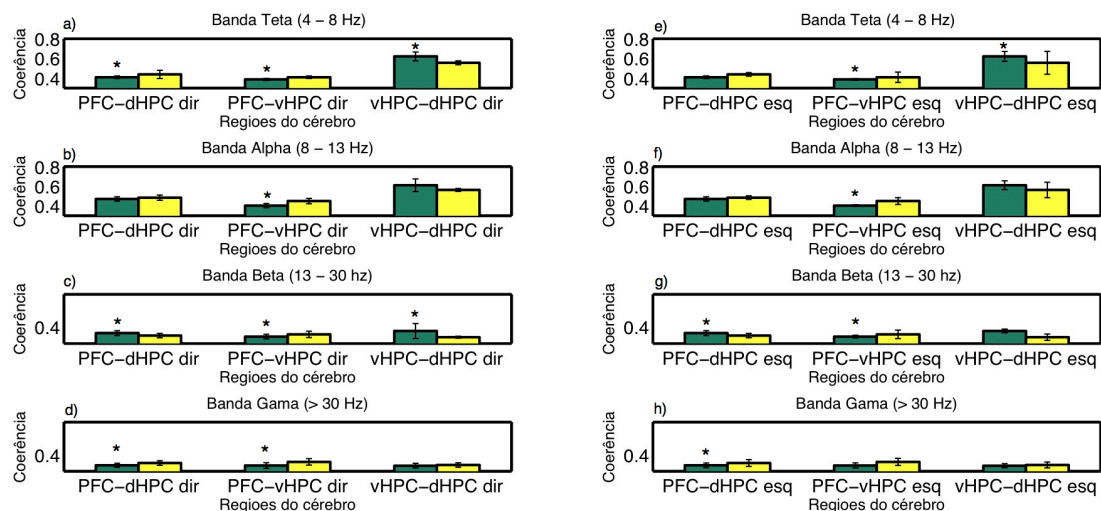 a) Banda Teta (4 – 8 Hz)
Coerência
0.8
0.6
0.4
*
*
*
PFC–dHPC dir PFC–vHPC dir vHPC–dHPC dir
Regioes do cérebro
b) Banda Alpha (8 – 13 Hz)
Coerência
0.8
0.6
0.4
*
PFC–dHPC dir PFC–vHPC dir vHPC–dHPC dir
Regioes do cérebro
c) Banda Beta (13 – 30 hz)
Coerência
0.4
*
*
*
PFC–dHPC dir PFC–vHPC dir vHPC–dHPC dir
Regioes do cérebro
d) Banda Gama (> 30 Hz)
Coerência
0.4
*
*
PFC–dHPC dir PFC–vHPC dir vHPC–dHPC dir
Regioes do cérebro
e) Banda Teta (4 – 8 Hz)
Coerência
0.8
0.6
0.4
*
*
PFC–dHPC esq PFC–vHPC esq vHPC–dHPC esq
Regioes do cérebro
f) Banda Alpha (8 – 13 Hz)
Coerência
0.8
0.6
0.4
*
PFC–dHPC esq PFC–vHPC esq vHPC–dHPC esq
Regioes do cérebro
g) Banda Beta (13 – 30 hz)
Coerência
0.4
*
*
PFC–dHPC esq PFC–vHPC esq vHPC–dHPC esq
Regioes do cérebro
h) Banda Gama (> 30 Hz)
Coerência
0.4
*
PFC–dHPC esq PFC–vHPC esq vHPC–dHPC esq
Regioes do cérebro